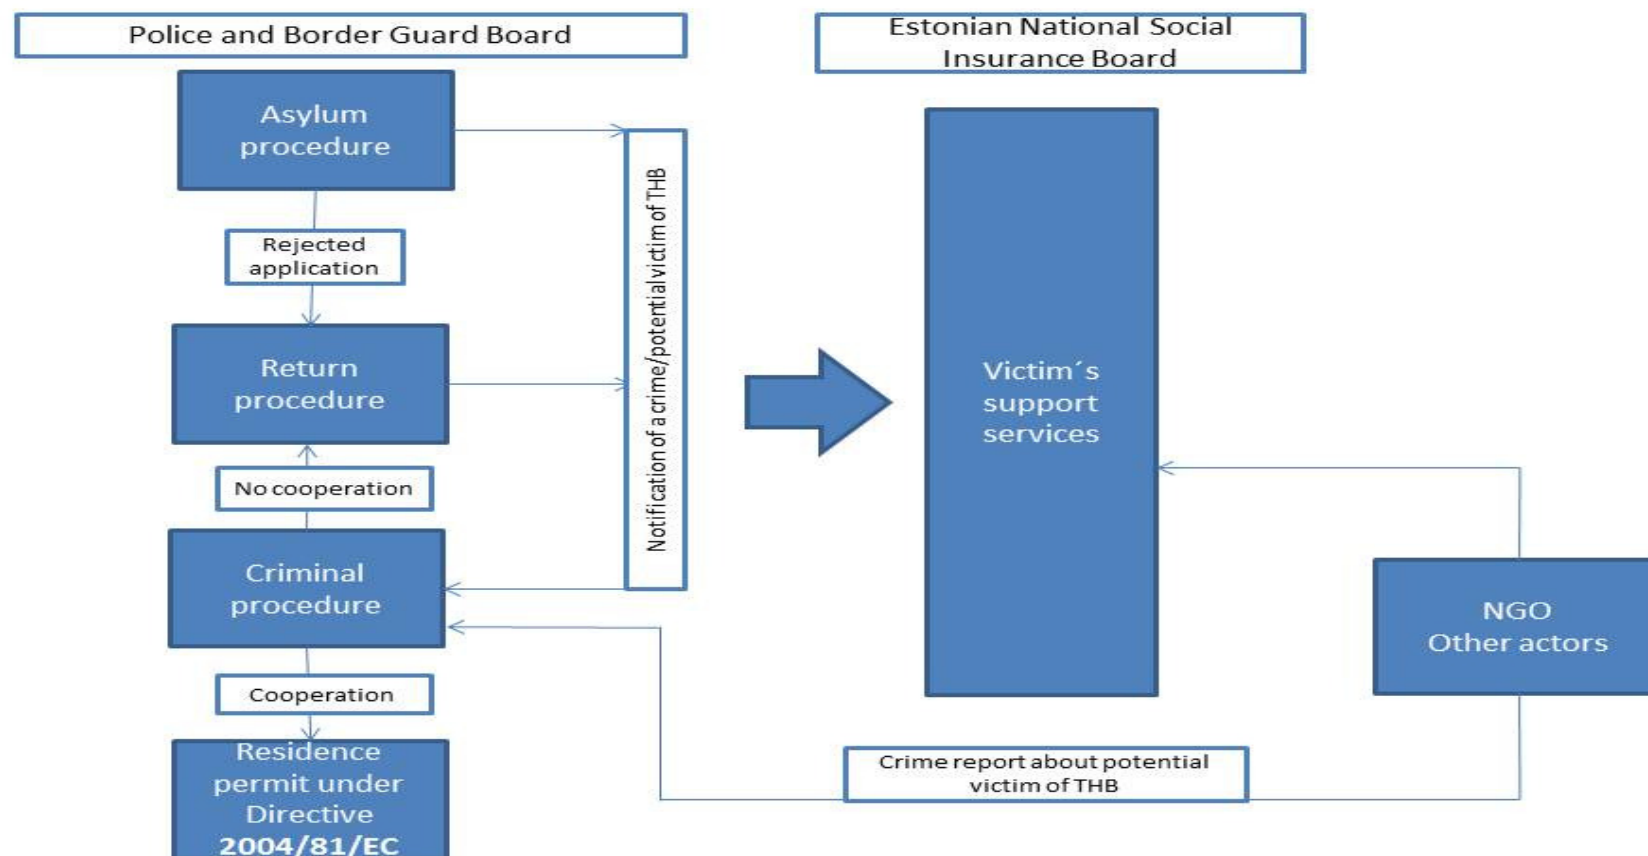 Police and Border Guard Board
Estonian National Social
Insurance Board
Asylum
procedure
Rejected
application
Return
procedure
No cooperation
Criminal
procedure
Cooperation
Residence
permit under
Directive
2004/81/EC
Notification of a crime/potential victim of THB
Victim´s
support
services
NGO
Other actors
Crime report about potential
victim of THB